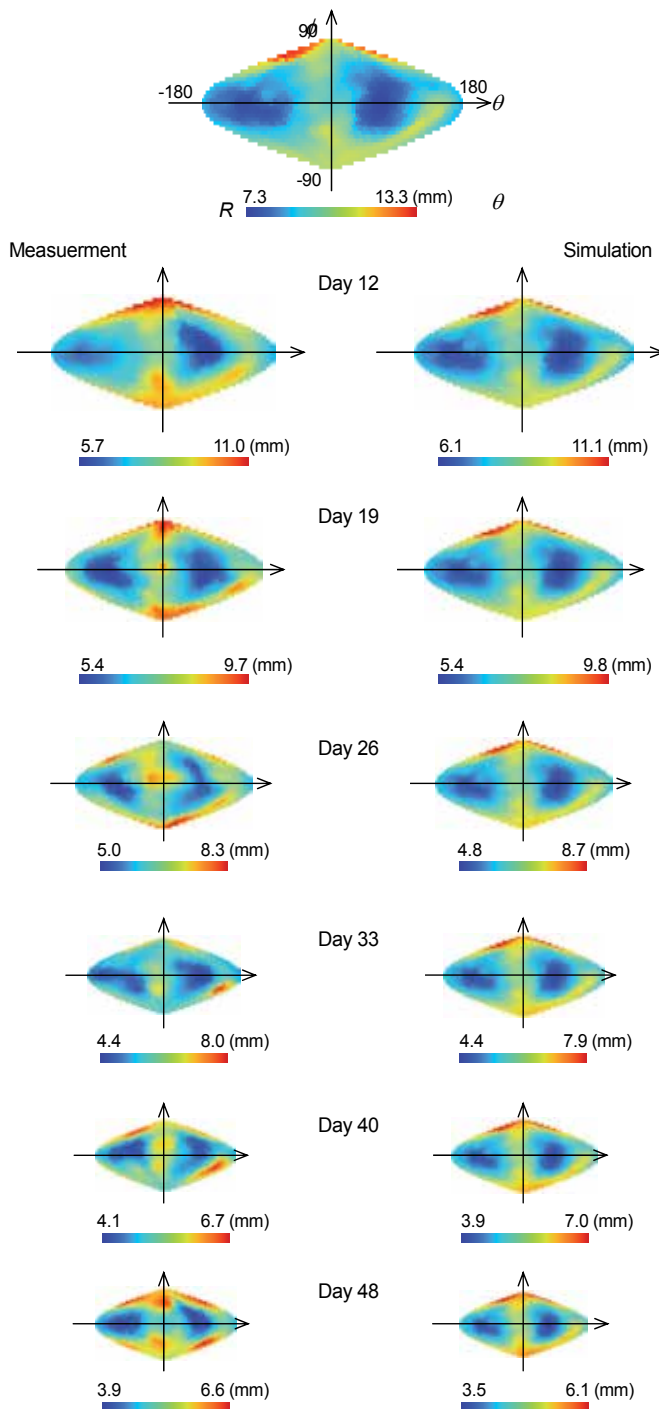 90 ϕ
-180 180 θ
-90
R 7.3 13.3 (mm) θ
Measuerment Simulation
Day 12
5.7 11.0 (mm) 6.1 11.1 (mm)
Day 19
5.4 9.7 (mm) 5.4 9.8 (mm)
Day 26
5.0 8.3 (mm) 4.8 8.7 (mm)
Day 33
4.4 8.0 (mm) 4.4 7.9 (mm)
Day 40
4.1 6.7 (mm) 3.9 7.0 (mm)
Day 48
3.9 6.6 (mm) 3.5 6.1 (mm)